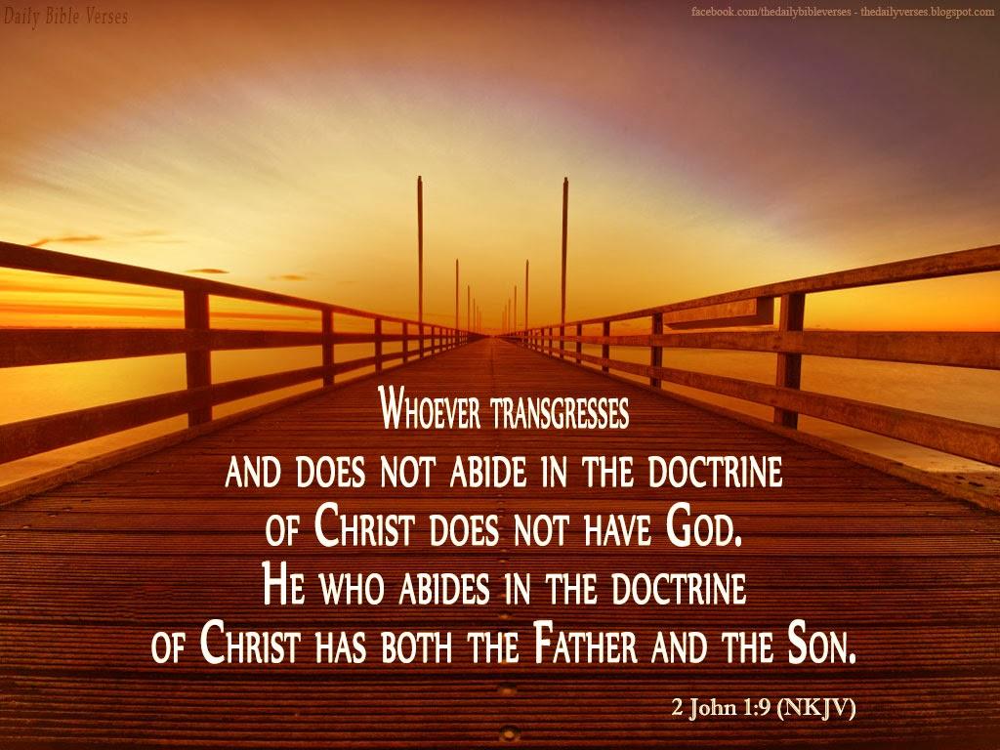 Daily Bible Verses
facebook.com/thedailybibleverses - thedailyverses.blogspot.com
Whoever transgresses
and does not abide in the doctrine
of Christ does not have God.
He who abides in the doctrine
of Christ has both the Father and the Son.
2 John 1:9 (NKJV)